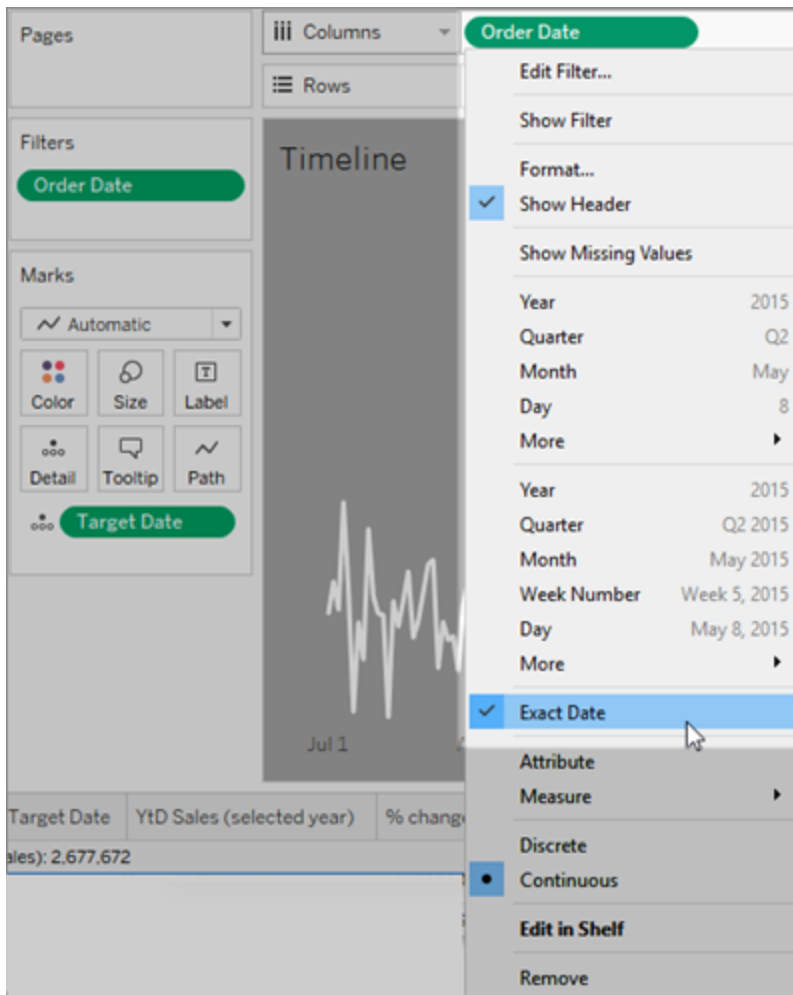 Pages
Columns
Order Date
Rows
Filters
Order Date
Marks
Automatic
Color
Size
Label
Detail
Tooltip
Path
Target Date
Timeline
Jul 1
Edit Filter...
Show Filter
Format...
Show Header
Show Missing Values
Year 2015
Quarter Q2
Month May
Day 8
More
Year 2015
Quarter Q2 2015
Month May 2015
Week Number Week 5, 2015
Day May 8, 2015
More
Exact Date
Attribute
Measure
Discrete
Continuous
Edit in Shelf
Remove
Target Date YtD Sales (selected year) % chang
ales): 2,677,672